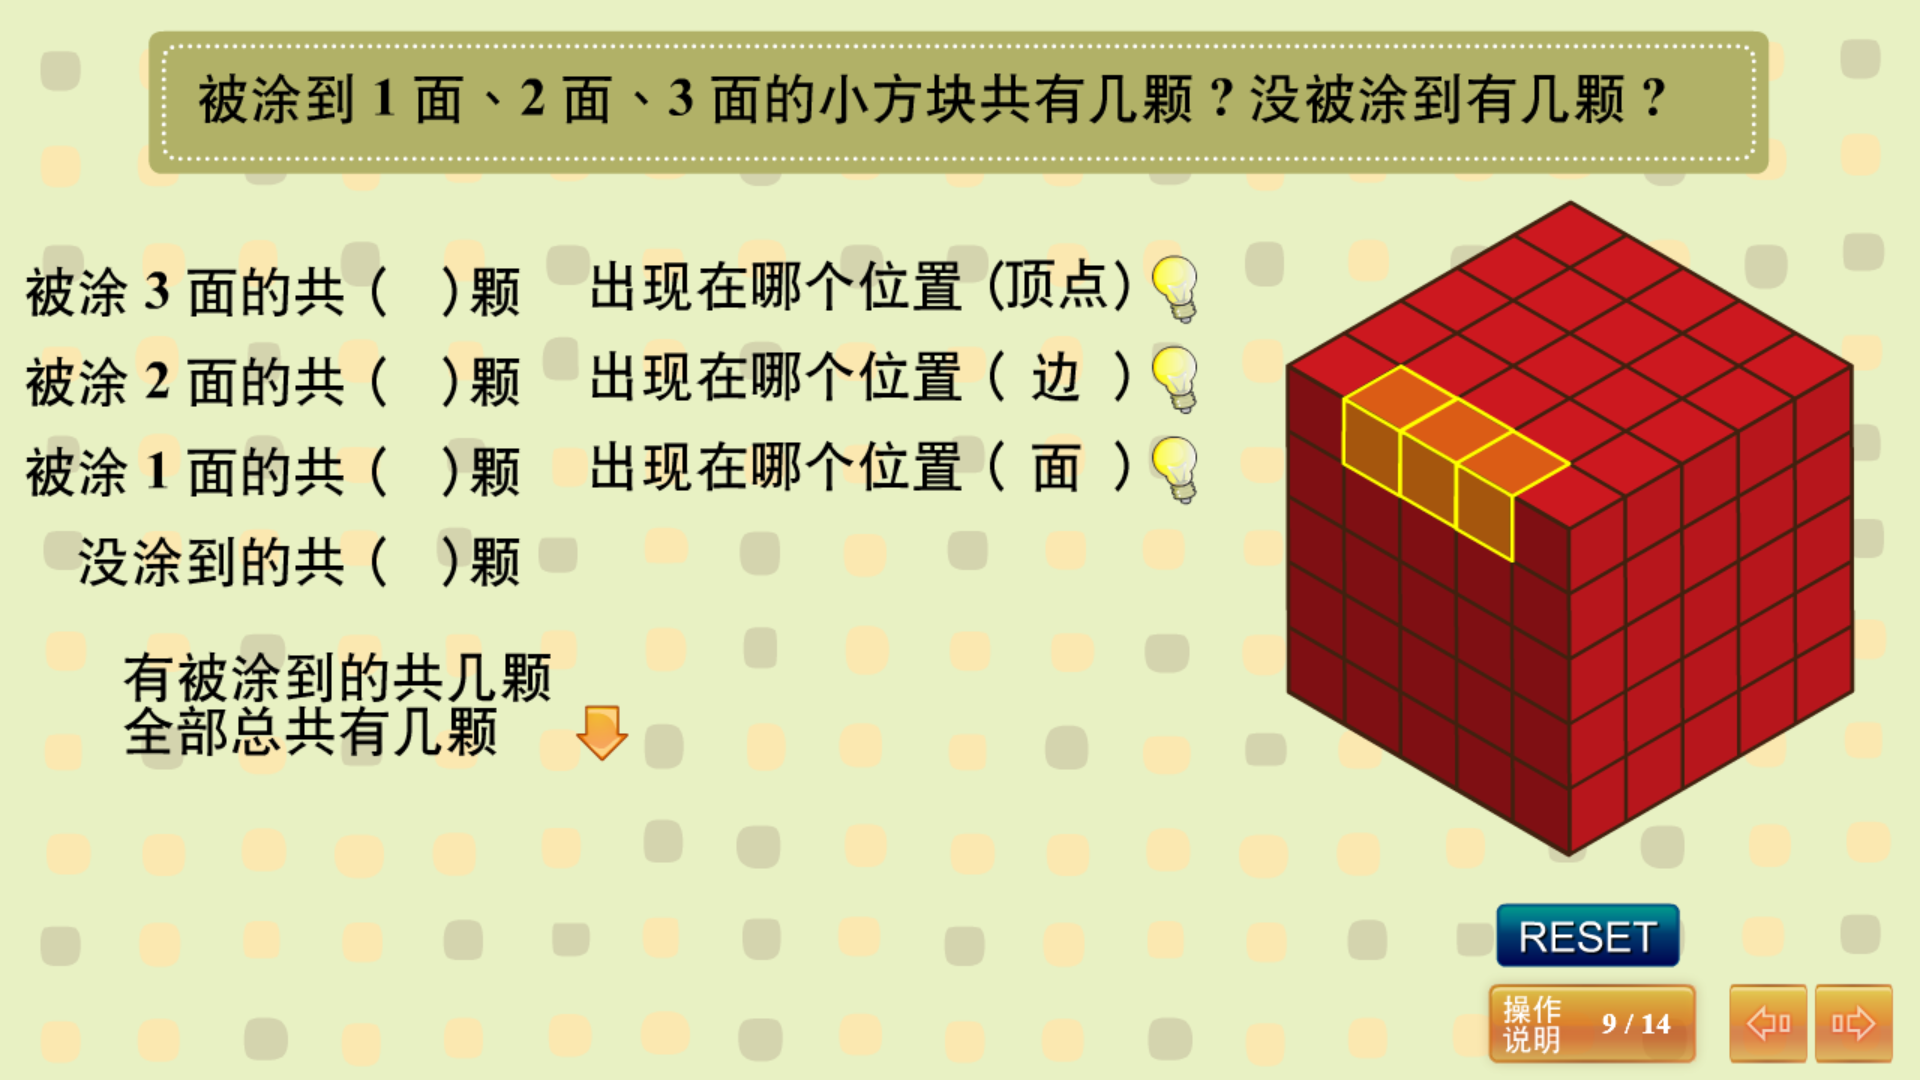 被涂到 1 面、2 面、3 面的小方块共有几颗？没被涂到有几颗？
被涂 3 面的共（ ）颗 出现在哪个位置（顶点）
被涂 2 面的共（ ）颗 出现在哪个位置（ 边 ）
被涂 1 面的共（ ）颗 出现在哪个位置（ 面 ）
没涂到的共（ ）颗
有被涂到的共几颗
全部总共有几颗
RESET
操作
说明
9 / 14